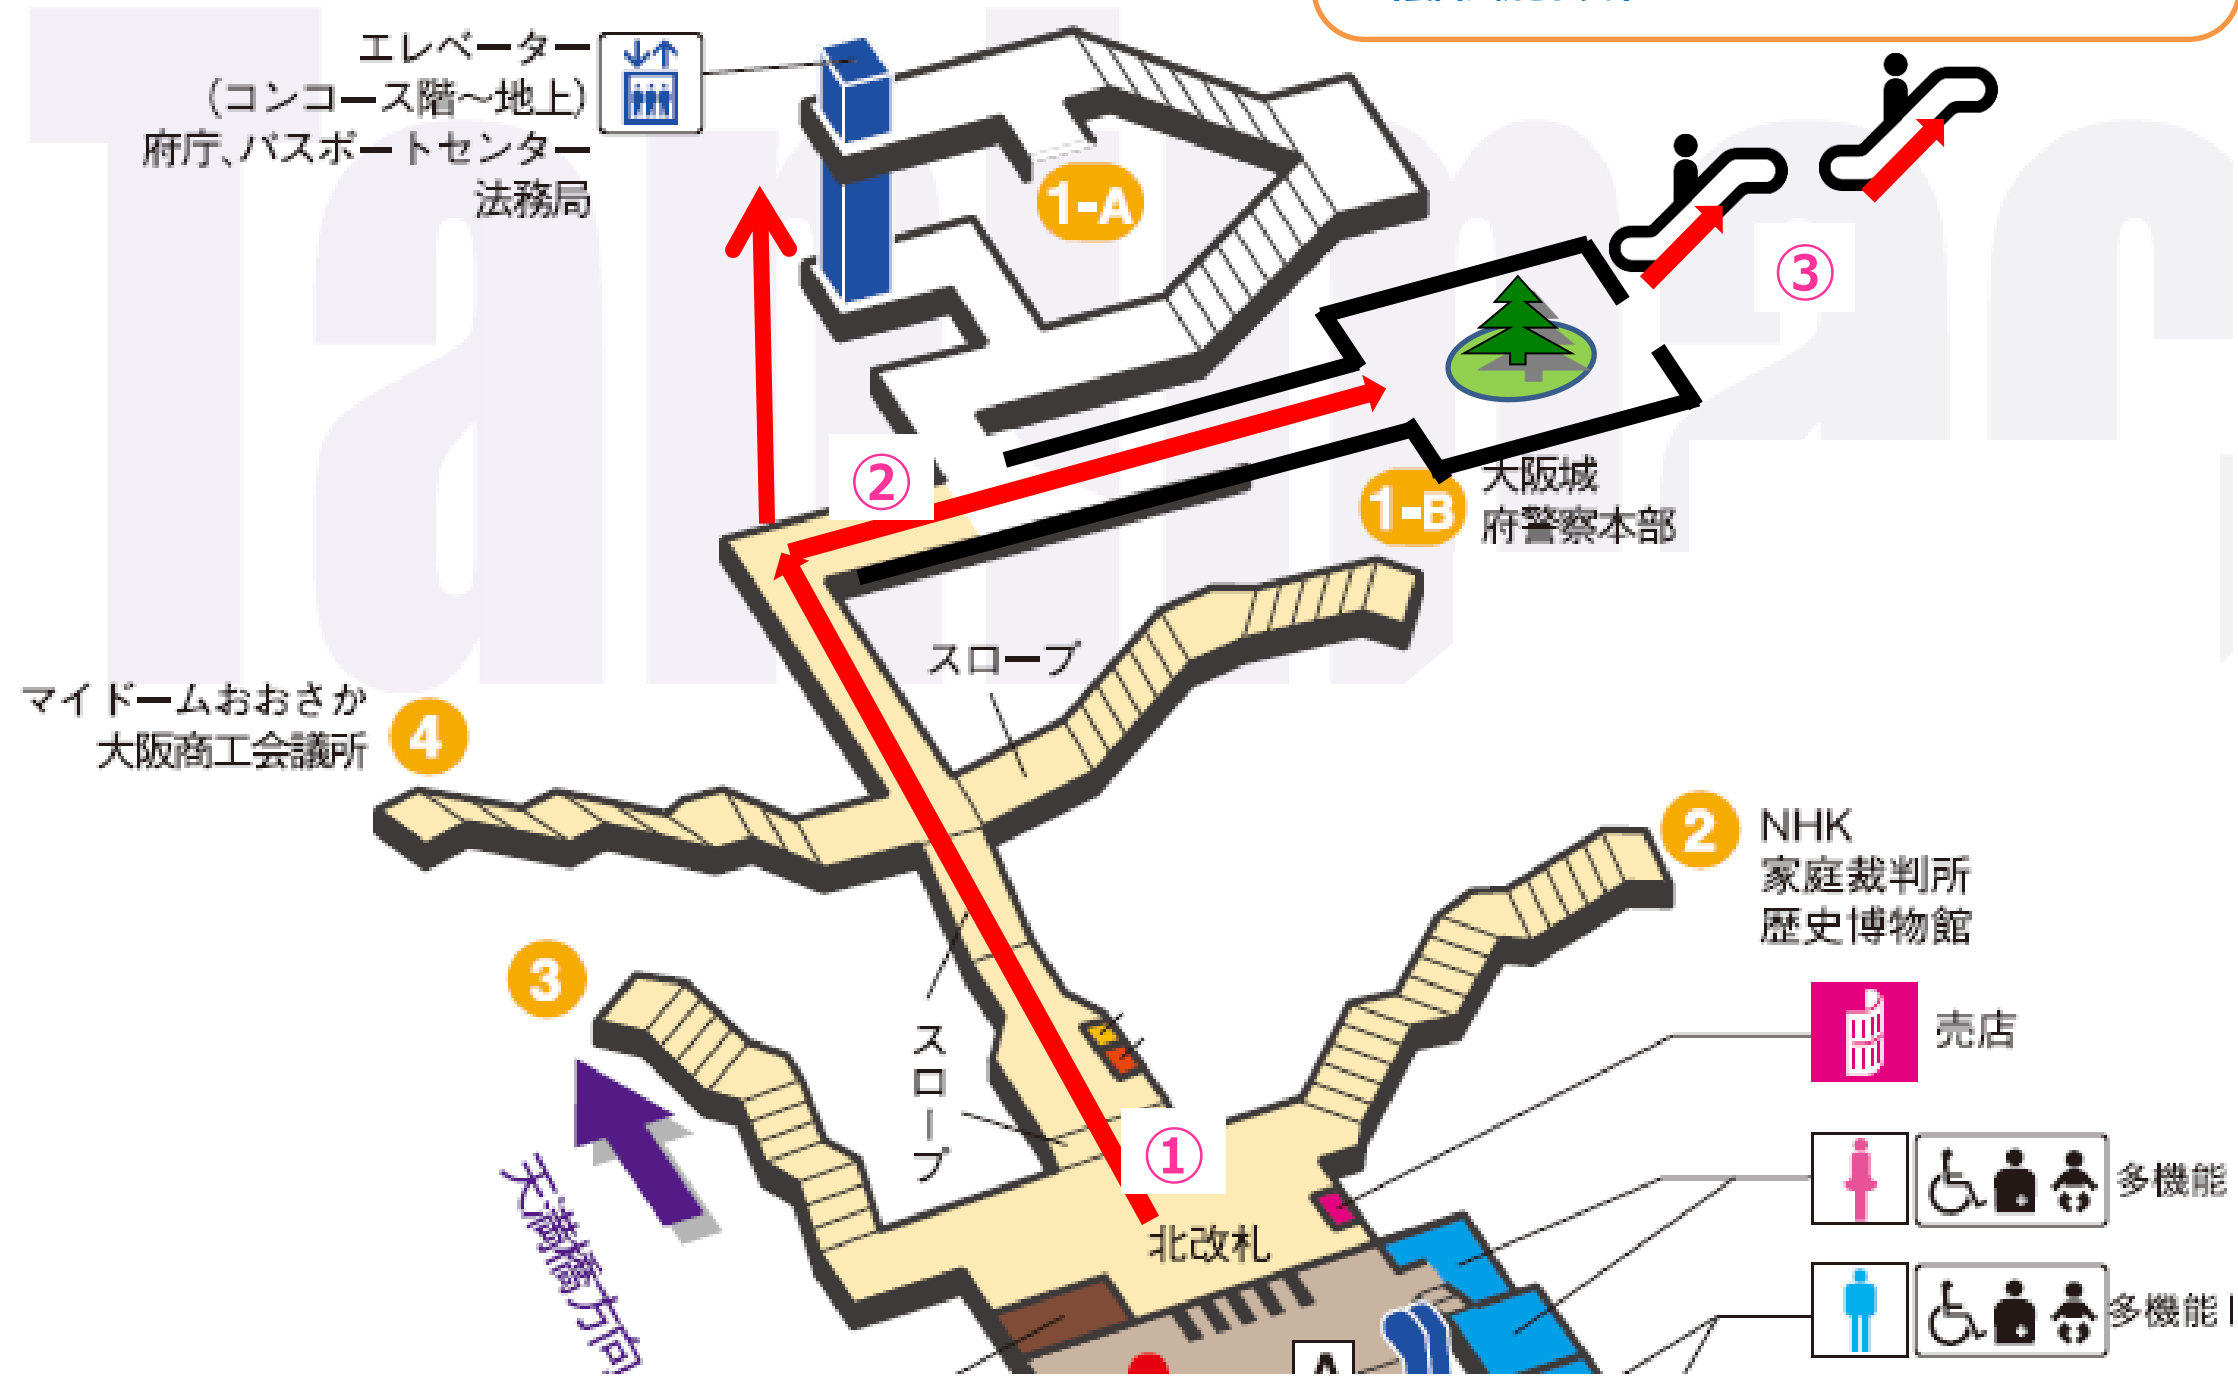 エレベーター
(コンコース階～地上)
府庁、パスポートセンター
法務局
1-A
③
②
大阪城
1-B
府警察本部
スロープ
マイドームおおさか
4
大阪商工会議所
2
NHK
家庭裁判所
歴史博物館
3
売店
スロープ
①
天満橋方向
多機能
北改札
多機能
A